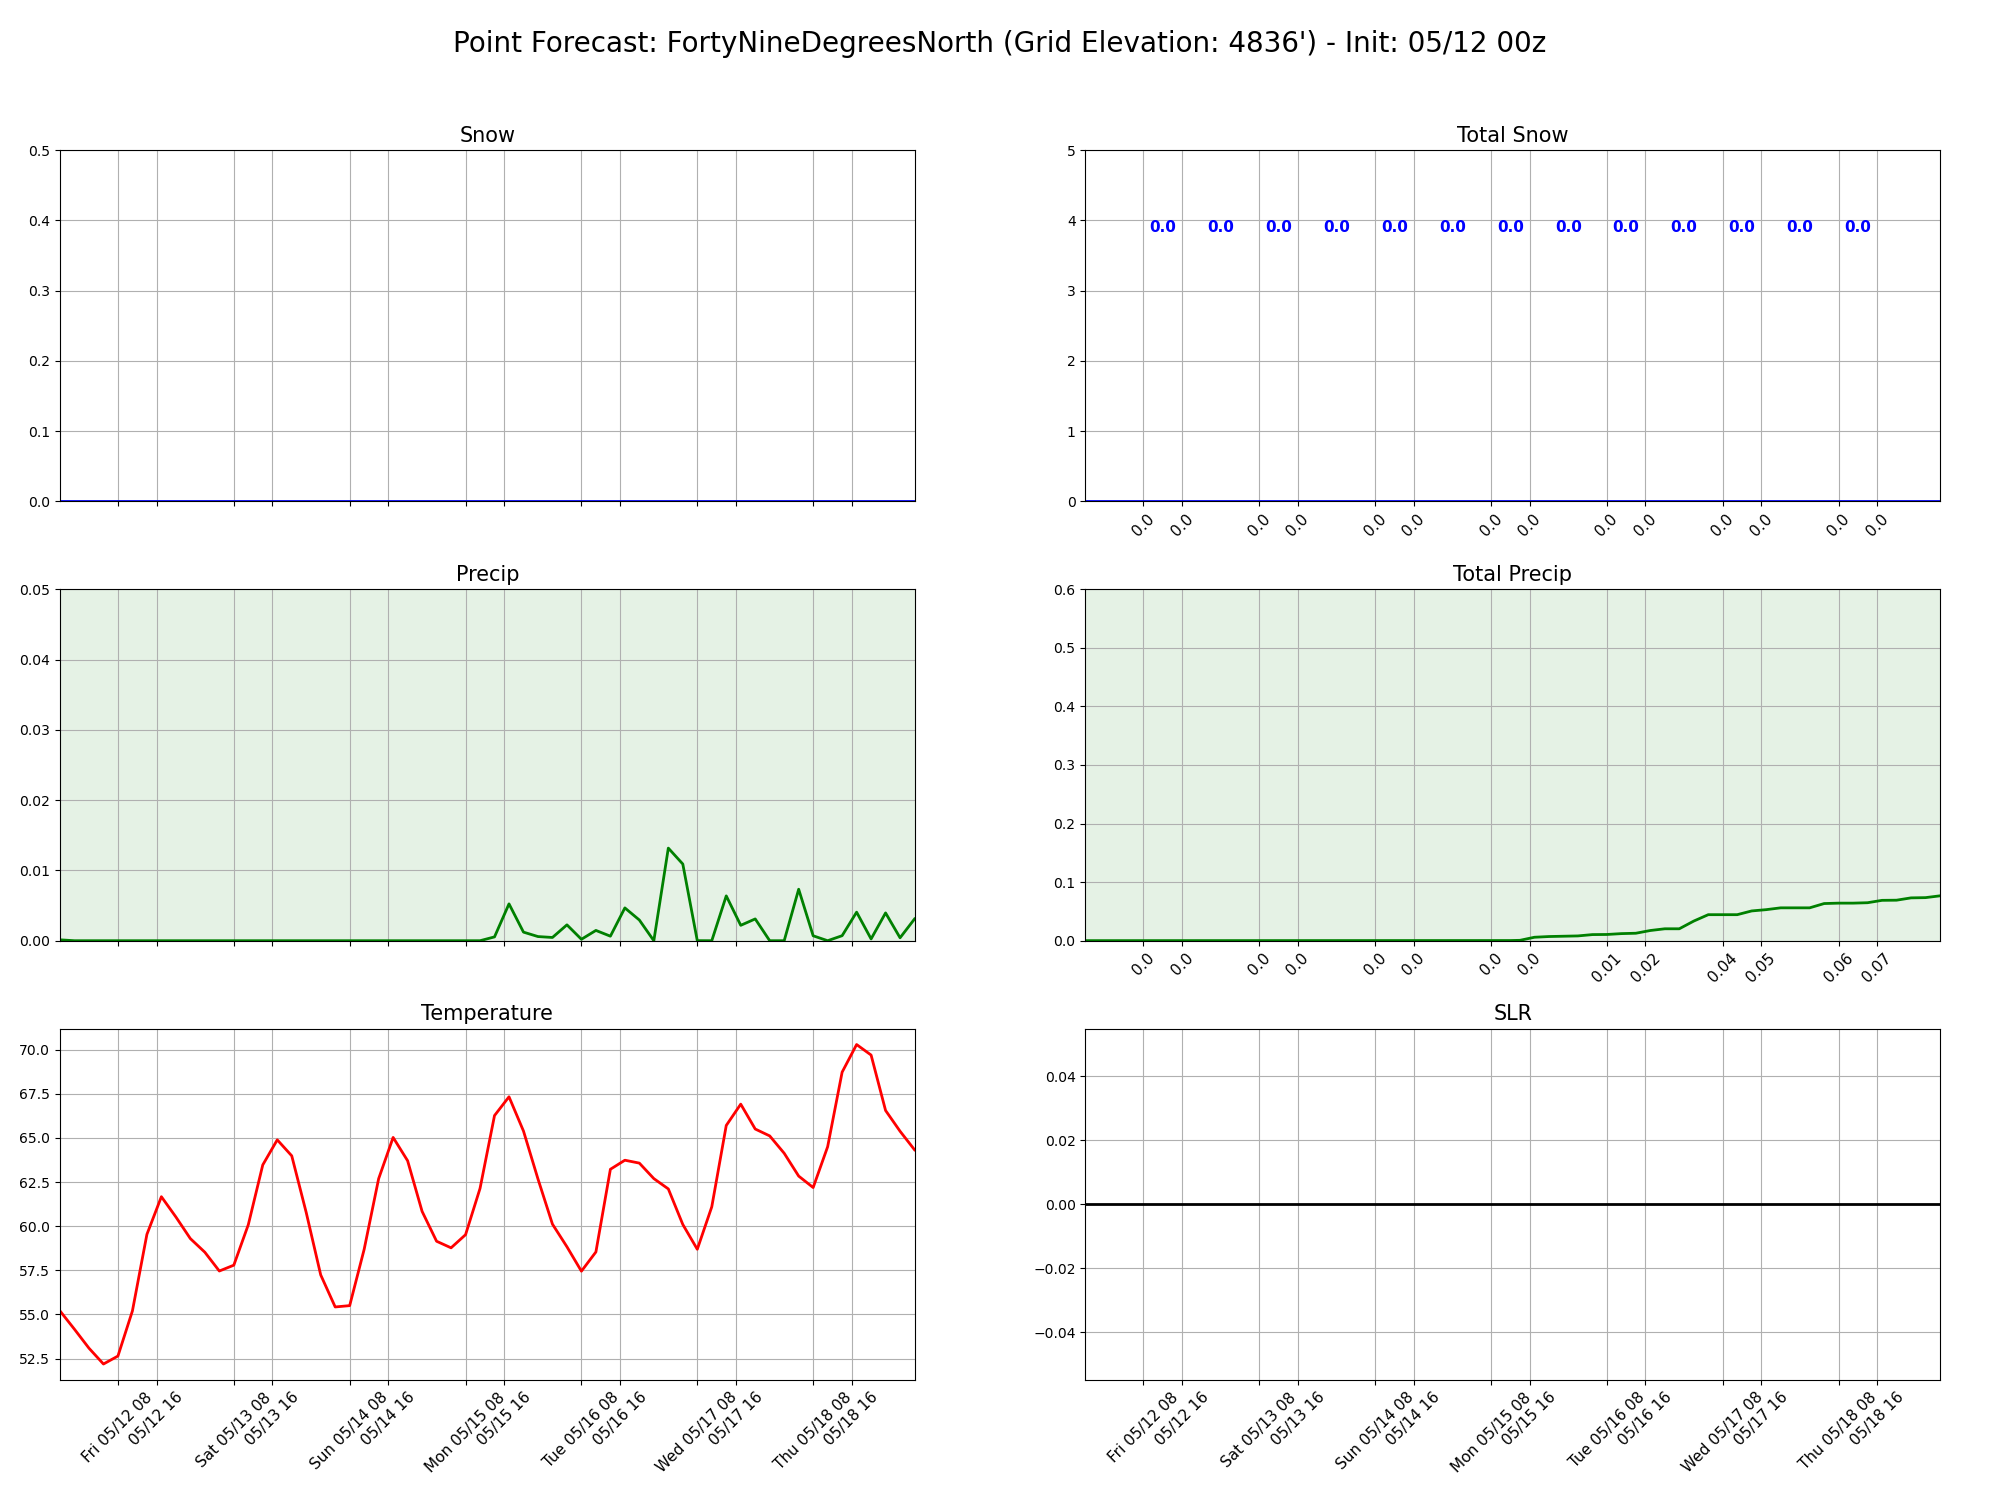 Point Forecast: FortyNineDegreesNorth (Grid Elevation: 4836') - Init: 05/12 00z
Snow
0.5
0.4
0.3
0.2
0.1
0.0
Total Snow
5
4
3
2
1
0
0.0 0.0 0.0 0.0 0.0 0.0 0.0 0.0 0.0 0.0 0.0 0.0 0.0
0.0 0.0 0.0 0.0 0.0 0.0 0.0 0.0 0.0 0.0 0.0 0.0 0.0 0.0
Precip
0.05
0.04
0.03
0.02
0.01
0.00
Total Precip
0.6
0.5
0.4
0.3
0.2
0.1
0.0
0.0 0.0 0.0 0.0 0.0 0.0 0.0 0.0 0.01 0.02 0.04 0.05 0.06 0.07
Temperature
70.0
67.5
65.0
62.5
60.0
57.5
55.0
52.5
Fri 05/12 08
05/12 16
Sat 05/13 08
05/13 16
Sun 05/14 08
05/14 16
Mon 05/15 08
05/15 16
Tue 05/16 08
05/16 16
Wed 05/17 08
05/17 16
Thu 05/18 08
05/18 16
SLR
0.04
0.02
0.00
−0.02
−0.04
Fri 05/12 08
05/12 16
Sat 05/13 08
05/13 16
Sun 05/14 08
05/14 16
Mon 05/15 08
05/15 16
Tue 05/16 08
05/16 16
Wed 05/17 08
05/17 16
Thu 05/18 08
05/18 16